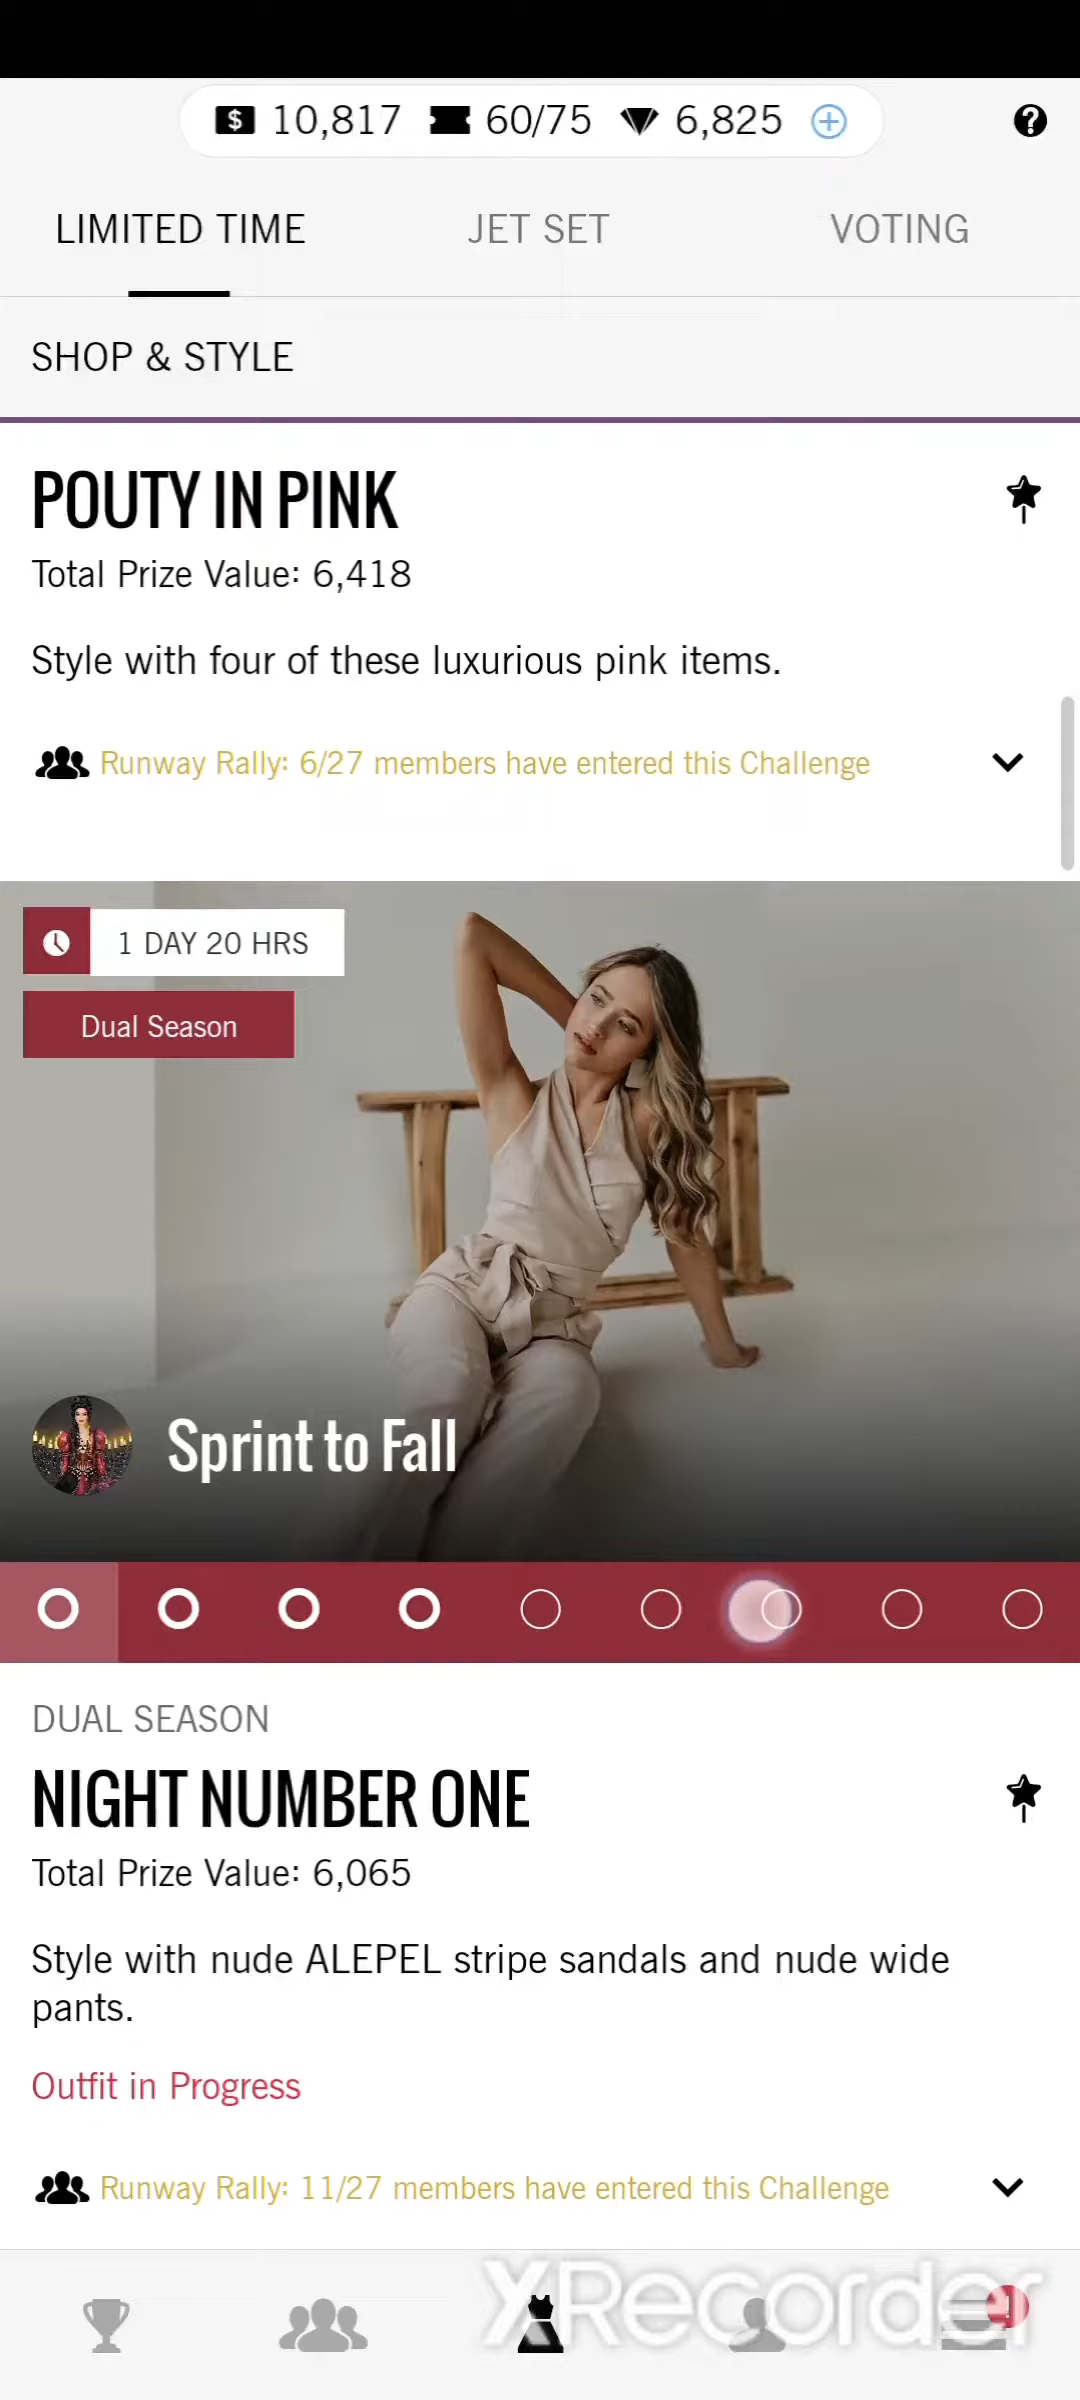 $ 10,817 60/75 6,825
?
LIMITED TIME JET SET VOTING
SHOP & STYLE
POUTY IN PINK
Total Prize Value: 6,418
Style with four of these luxurious pink items.
Runway Rally: 6/27 members have entered this Challenge
1 DAY 20 HRS
Dual Season
Sprint to Fall
DUAL SEASON
NIGHT NUMBER ONE
Total Prize Value: 6,065
Style with nude ALEPEL stripe sandals and nude wide
pants.
Outfit in Progress
Runway Rally: 11/27 members have entered this Challenge
XRecorder
!